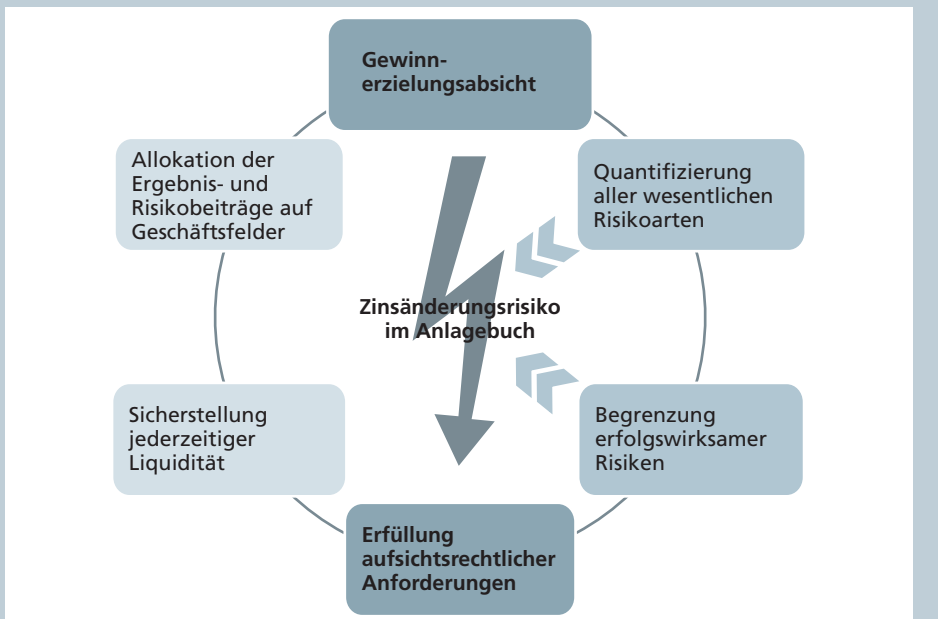 Gewinn-
erzielungsabsicht
Allokation der
Ergebnis- und
Risikobeiträge auf
Geschäftsfelder
Quantifizierung
aller wesentlichen
Risikoarten
Zinsänderungsrisiko
im Anlagebuch
Sicherstellung
jederzeitiger
Liquidität
Begrenzung
erfolgswirksamer
Risiken
Erfüllung
aufsichtsrechtlicher
Anforderungen